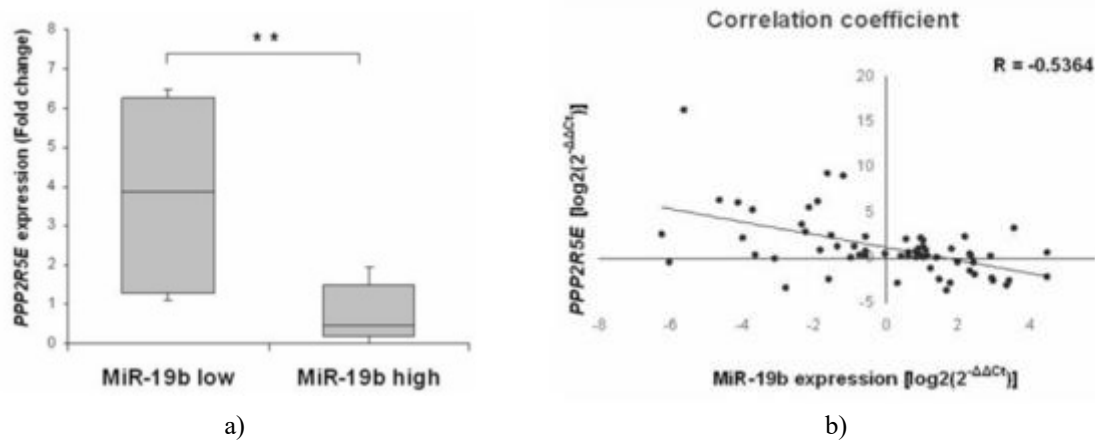 PPP2R5E expression (Fold change)
8
7
6
5
4
3
2
1
0
**
MiR-19b low
MiR-19b high
a)
Correlation coefficient
R = -0.5364
PPP2R5E [log2(2^-ΔΔCt)]
20
15
10
5
0
-5
-8
-6
-4
-2
0
2
4
MiR-19b expression [log2(2^-ΔΔCt)]
b)